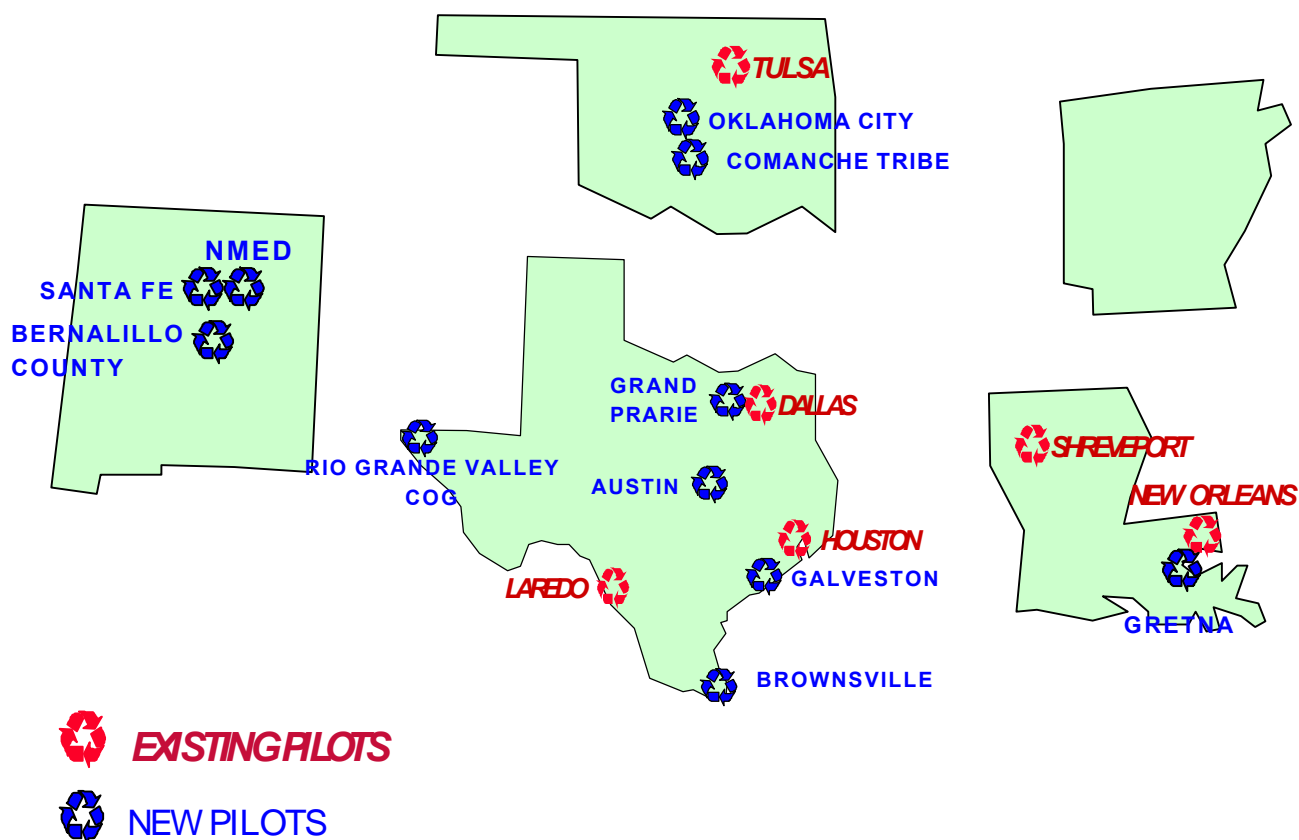 TULSA
OKLAHOMA CITY
COMANCHE TRIBE
NMED
SANTA FE
BERNALILLO
COUNTY
GRAND
PRARIE
DALLAS
RIO GRANDE VALLEY
COG
AUSTIN
HOUSTON
GALVESTON
LAREDO
BROWNSVILLE
SHREVEPORT
NEW ORLEANS
GRETNA
EXISTING PILOTS
NEW PILOTS